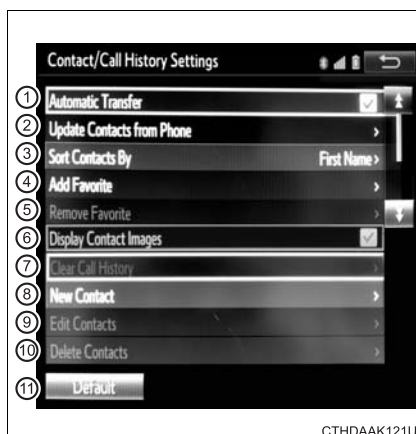 Contact/Call History Settings
1 Automatic Transfer
2 Update Contacts from Phone
3 Sort Contacts By First Name
4 Add Favorite
5 Remove Favorite
6 Display Contact Images
7 Clear Call History
8 New Contact
9 Edit Contacts
10 Delete Contacts
11 Default
CTHDAAK121U